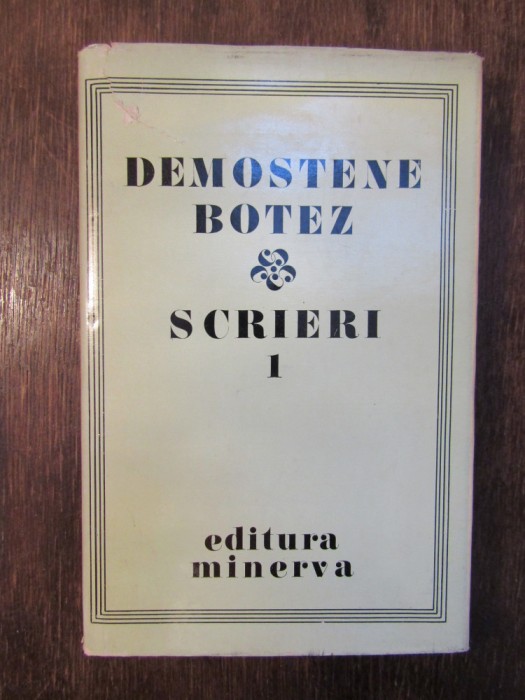 DEMOSTENE
BOTEZ
SCRIERI
1
editura
minerva